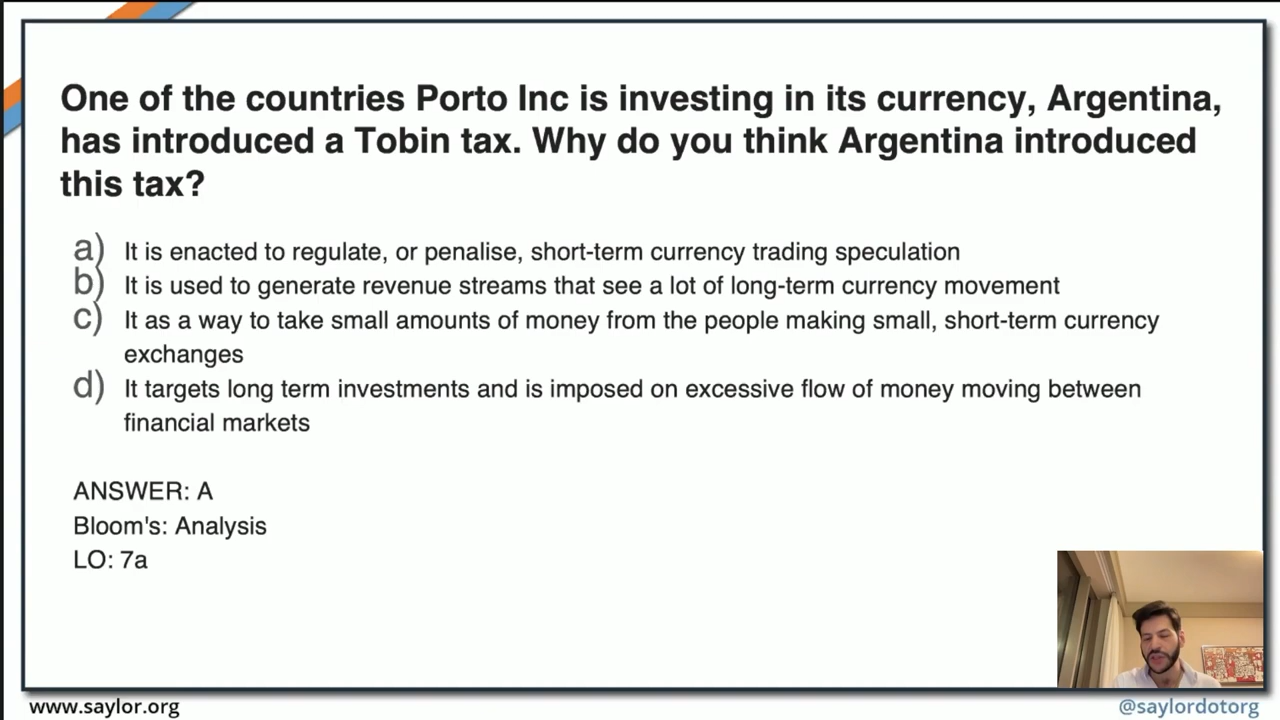 One of the countries Porto Inc is investing in its currency, Argentina,
has introduced a Tobin tax. Why do you think Argentina introduced
this tax?
a) It is enacted to regulate, or penalise, short-term currency trading speculation
b) It is used to generate revenue streams that see a lot of long-term currency movement
c) It as a way to take small amounts of money from the people making small, short-term currency
exchanges
d) It targets long term investments and is imposed on excessive flow of money moving between
financial markets
ANSWER: A
Bloom's: Analysis
LO: 7a
www.saylor.org
@saylordotorg